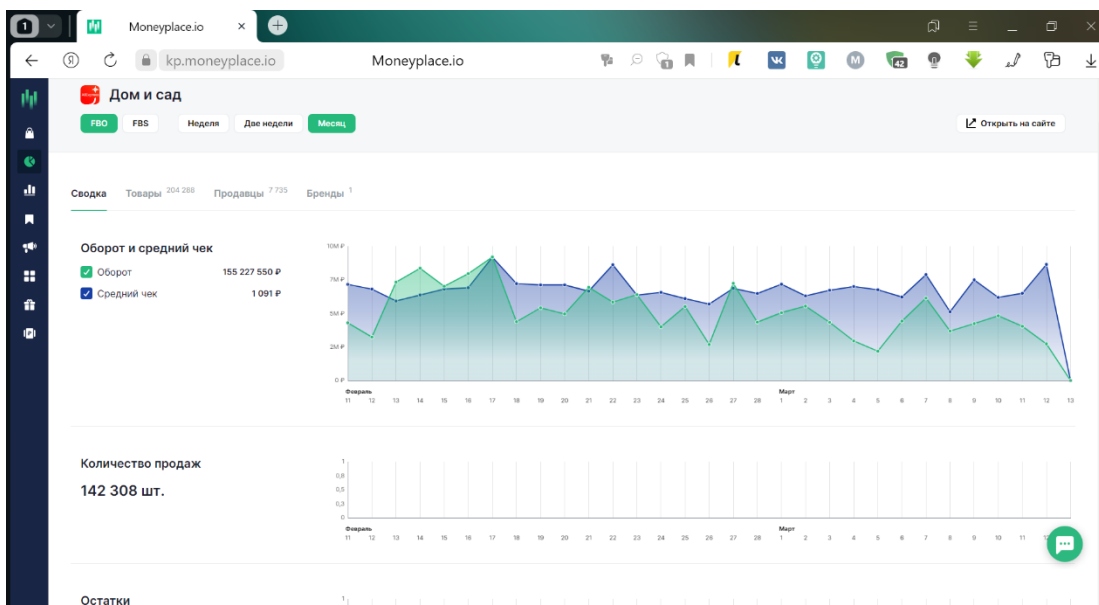 1
Moneyplace.io
kp.moneyplace.io
Moneyplace.io
1
42
Дом и сад
FBO FBS Неделя Две недели Месяц
Открыть на сайте
Сводка Товары 204 288 Продавцы 7 735 Бренды 1
Оборот и средний чек
Оборот 155 227 550 ₽
Средний чек 1 091 ₽
10M ₽
7M ₽
5M ₽
2M ₽
0 ₽
Февраль Март
11 12 13 14 15 16 17 18 19 20 21 22 23 24 25 26 27 28 1 2 3 4 5 6 7 8 9 10 11 12 13
Количество продаж
142 308 шт.
1
0,8
0,5
0,3
0
Февраль Март
11 12 13 14 15 16 17 18 19 20 21 22 23 24 25 26 27 28 1 2 3 4 5 6 7 8 9 10 11
Остатки
1